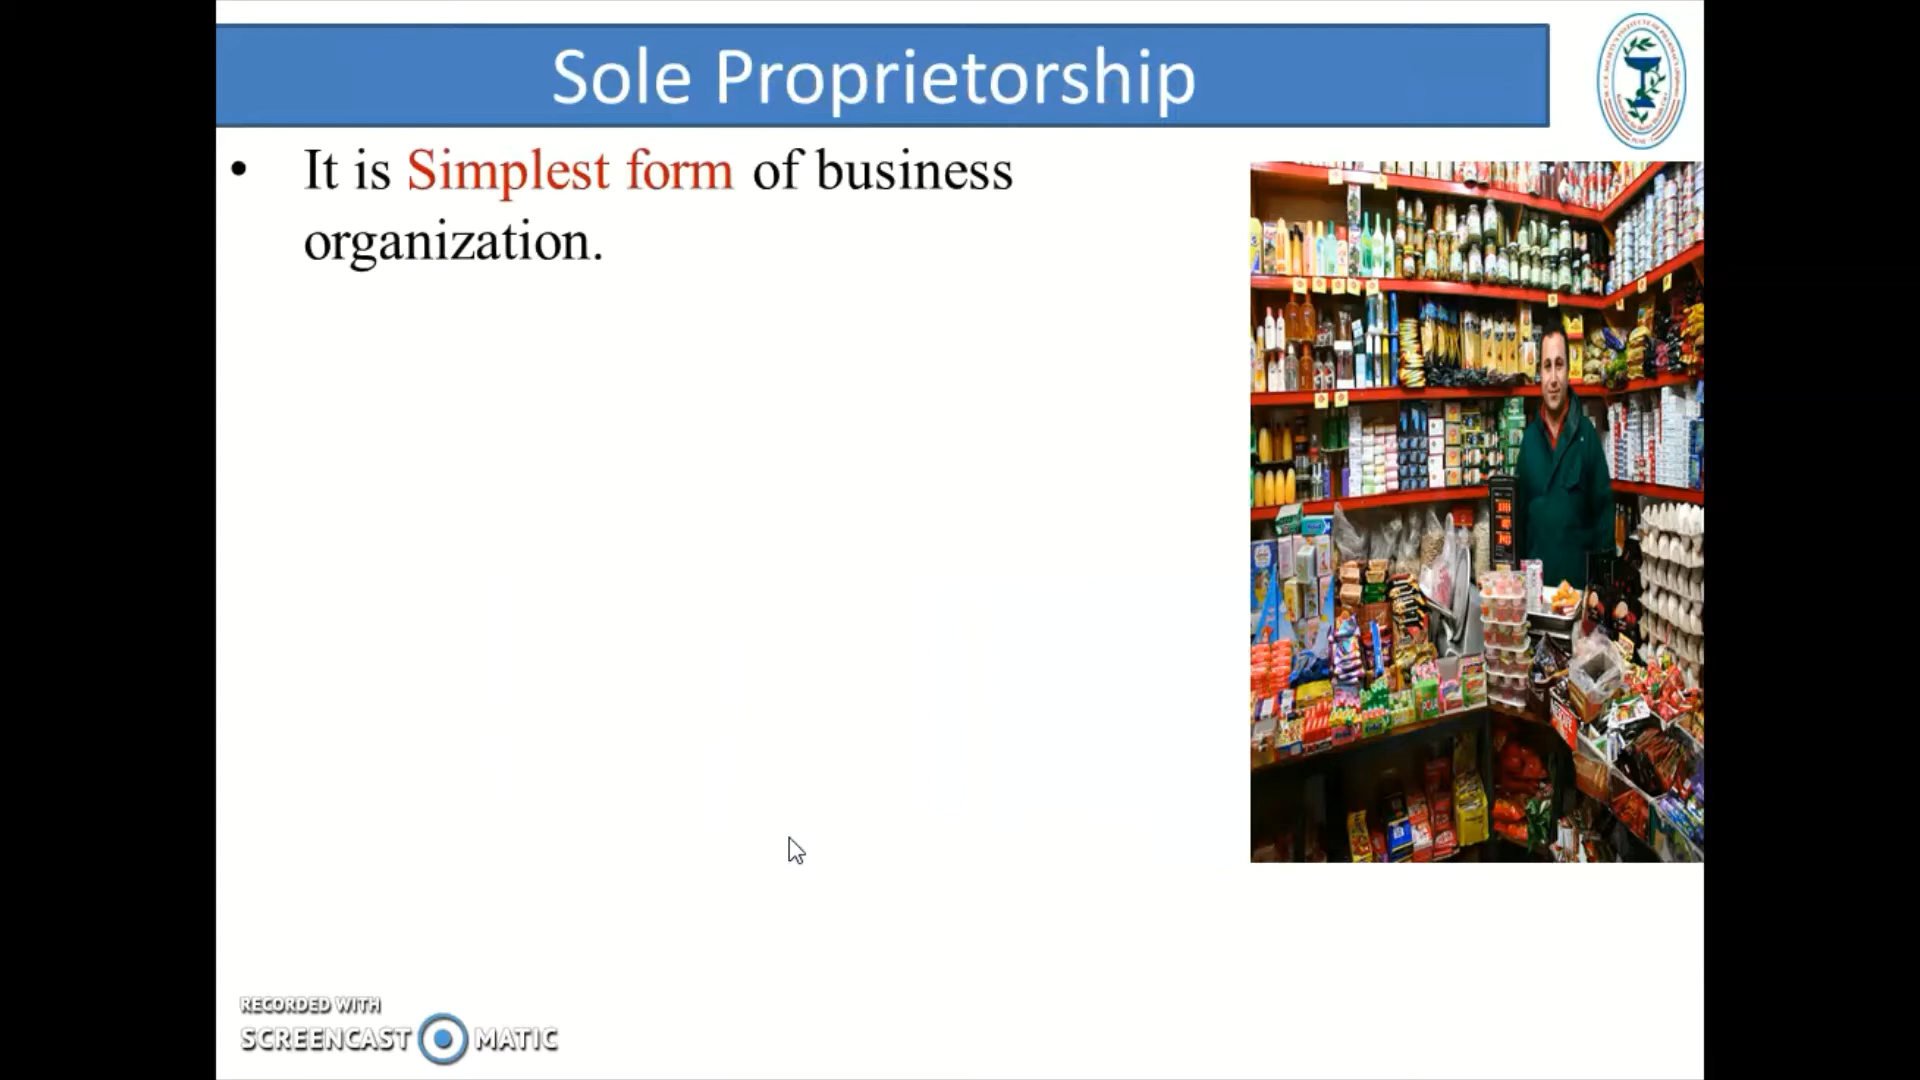 Sole Proprietorship
• It is Simplest form of business
organization.
RECORDED WITH
SCREENCAST MATIC